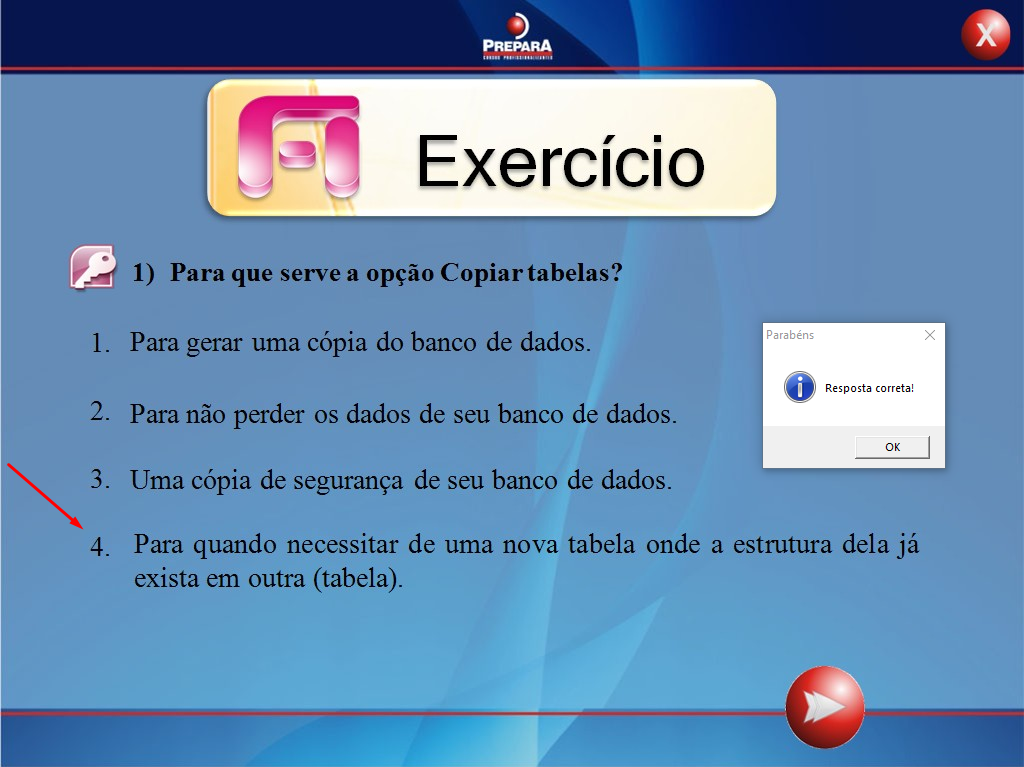 PREPARA
CURSOS PROFISSIONALIZANTES
X
Exercício
1) Para que serve a opção Copiar tabelas?
1. Para gerar uma cópia do banco de dados.
Parabéns
Resposta correta!
OK
2. Para não perder os dados de seu banco de dados.
3. Uma cópia de segurança de seu banco de dados.
4. Para quando necessitar de uma nova tabela onde a estrutura dela já
exista em outra (tabela).